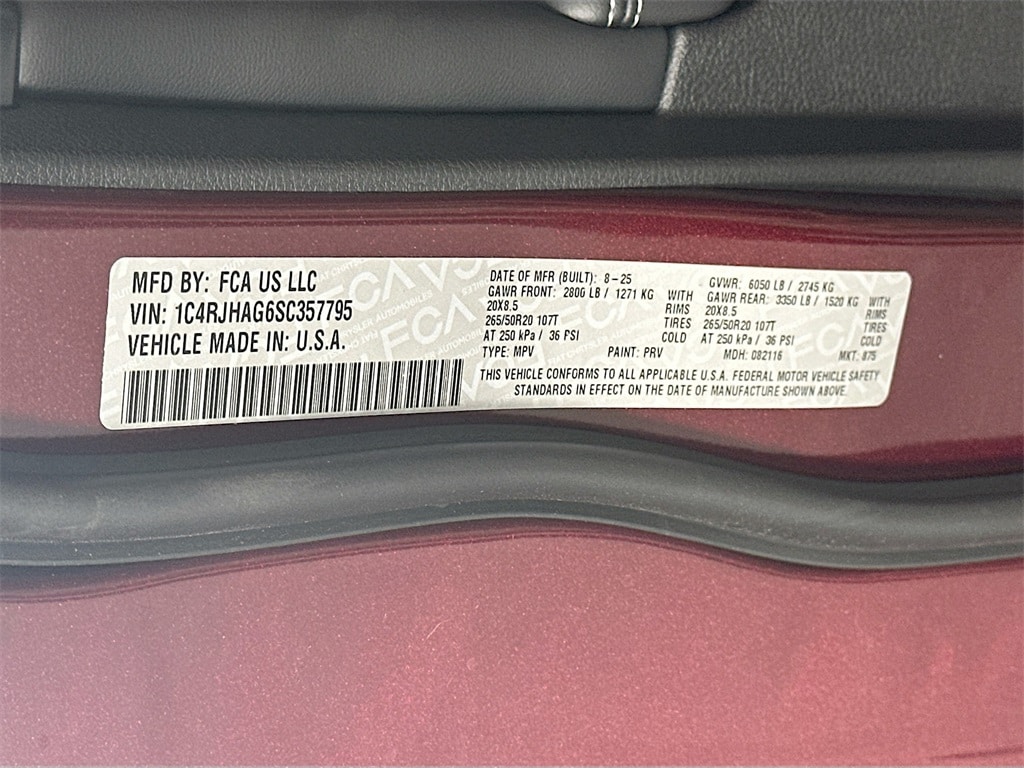 MFD BY: FCA US LLC
VIN: 1C4RJHAG6SC357795
VEHICLE MADE IN: U.S.A.
DATE OF MFR (BUILT): 8-25
GAWR FRONT: 2800 LB / 1271 KG WITH
20X8.5 RIMS
265/50R20 107T TIRES
AT 250 kPa / 36 PSI COLD
TYPE: MPV PAINT: PRV
GVWR: 6050 LB / 2745 KG
GAWR REAR: 3350 LB / 1520 KG WITH
20X8.5 RIMS
265/50R20 107T TIRES
AT 250 kPa / 36 PSI COLD
MDH: 082116 MKT: 875
THIS VEHICLE CONFORMS TO ALL APPLICABLE U.S.A. FEDERAL MOTOR VEHICLE SAFETY
STANDARDS IN EFFECT ON THE DATE OF MANUFACTURE SHOWN ABOVE.